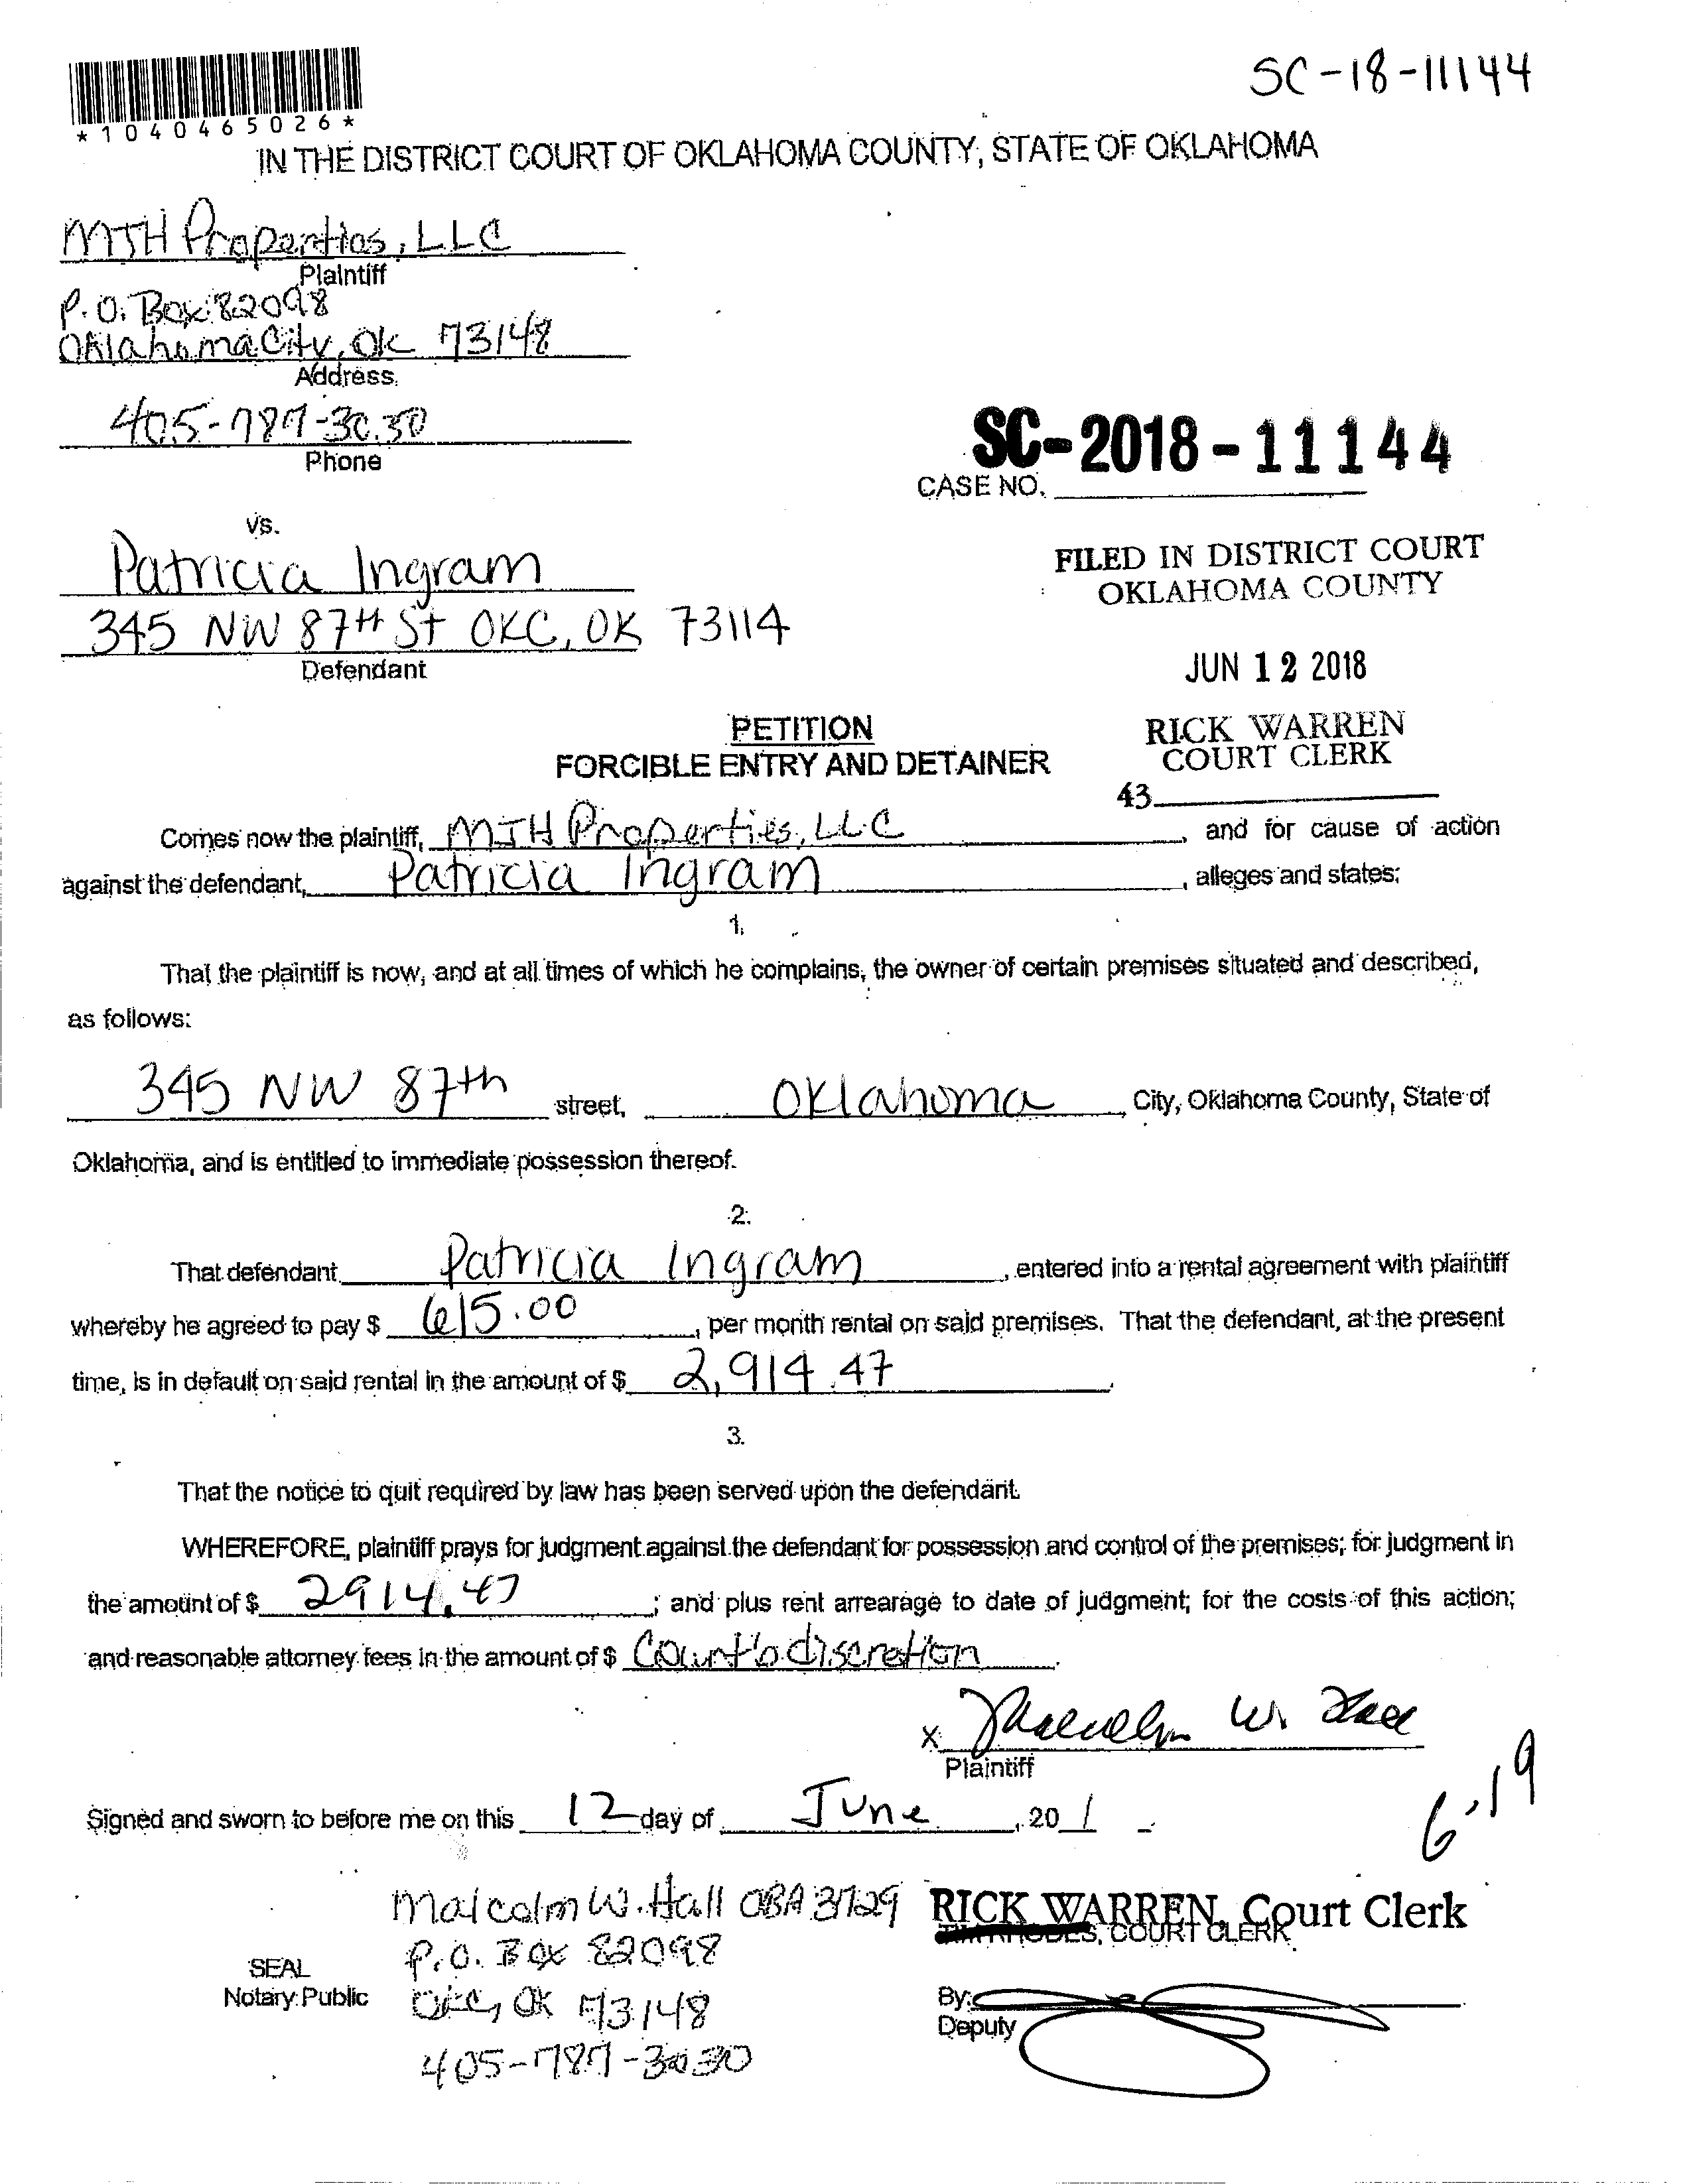 SC-18-11144
*1040465026*
IN THE DISTRICT COURT OF OKLAHOMA COUNTY, STATE OF OKLAHOMA
MJH Properties, LLC
Plaintiff
P.O. Box 82098
Oklahoma City, OK 73148
Address
405-787-3030
Phone
SC-2018-11144
CASE NO.
vs.
Patricia Ingram
345 NW 87th St OKC, OK 73114
Defendant
FILED IN DISTRICT COURT
OKLAHOMA COUNTY
JUN 12 2018
RICK WARREN
COURT CLERK
43
PETITION
FORCIBLE ENTRY AND DETAINER
Comes now the plaintiff, MJH Properties, LLC, and for cause of action
against the defendant, Patricia Ingram, alleges and states:
1.
That the plaintiff is now, and at all times of which he complains, the owner of certain premises situated and described,
as follows:
345 NW 87th street, Oklahoma City, Oklahoma County, State of
Oklahoma, and is entitled to immediate possession thereof.
2.
That defendant Patricia Ingram, entered into a rental agreement with plaintiff
whereby he agreed to pay $ 615.00, per month rental on said premises. That the defendant, at the present
time, is in default on said rental in the amount of $ 2,914.47.
3.
That the notice to quit required by law has been served upon the defendant.
WHEREFORE, plaintiff prays for judgment against the defendant for possession and control of the premises; for judgment in
the amount of $ 2914.47; and plus rent arrearage to date of judgment; for the costs of this action;
and reasonable attorney fees in the amount of $ Court's discretion.
x Malcolm W. Hall
Plaintiff
6-19
Signed and sworn to before me on this 12 day of June, 20 1
Malcolm W. Hall OBA 3729
P.O. Box 82098
OKC, OK 73148
405-787-3030
SEAL
Notary Public
RICK WARREN, Court Clerk
COURT CLERK
By:
Deputy